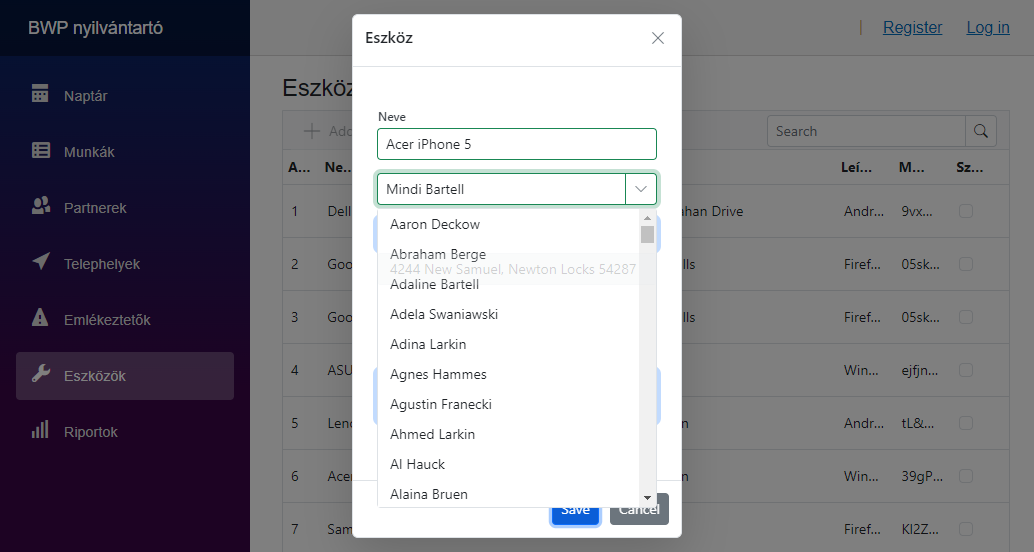 BWP nyilvántartó
Register
Log in
Naptár
Munkák
Partnerek
Telephelyek
Emlékeztetők
Eszközök
Riportok
Eszköz
Add
Search
A... Ne... Leí... M... Sz...
1 Dell han Drive Andr... 9vx...
2 Goo lls Firef... 05sk...
3 Goo lls Firef... 05sk...
4 ASU Win... ejfjn...
5 Leno n Andr... tL&...
6 Acer n Win... 39gP...
7 Sam Firef... KI2Z...
Eszköz
Neve
Acer iPhone 5
Mindi Bartell
Aaron Deckow
Abraham Berge
4244 New Samuel, Newton Locks 54287
Adaline Bartell
Adela Swaniawski
Adina Larkin
Agnes Hammes
Agustin Franecki
Ahmed Larkin
Al Hauck
Alaina Bruen
Save
Cancel